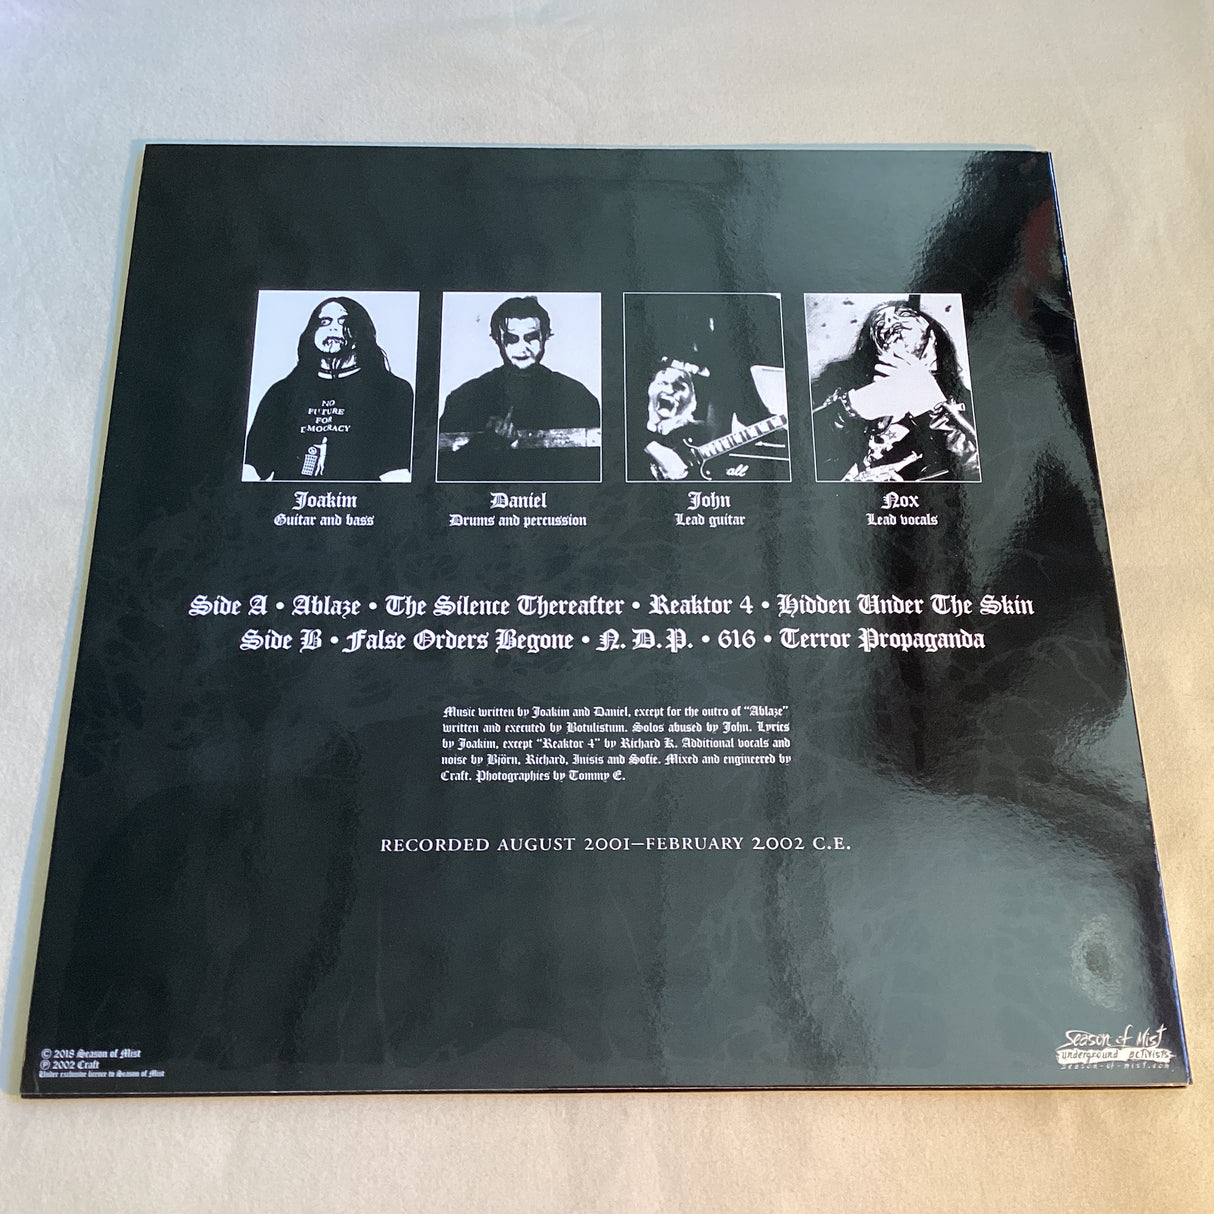 NO
FUTURE
FOR
DMOCRACY
all
Joakim
Guitar and bass
Daniel
Drums and percussion
John
Lead guitar
Nox
Lead vocals
Side A • Ablaze • The Silence Thereafter • Reaktor 4 • Hidden Under The Skin
Side B • False Orders Begone • N. D. P. • 616 • Terror Propaganda
Music written by Joakim and Daniel, except for the outro of “Ablaze”
written and executed by Botulistum. Solos abused by John. Lyrics
by Joakim, except “Reaktor 4” by Richard K. Additional vocals and
noise by Björn, Richard, Inisis and Sofie. Mixed and engineered by
Craft. Photographies by Tommy E.
RECORDED AUGUST 2001–FEBRUARY 2002 C.E.
© 2018 Season of Mist
℗ 2002 Craft
Under exclusive licence to Season of Mist
Season of Mist
underground activists
season-of-mist.com